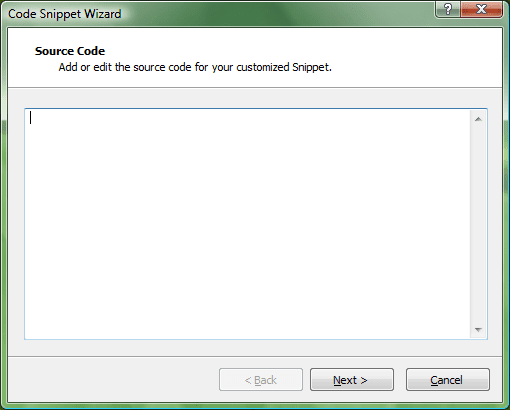 Code Snippet Wizard
?
Source Code
Add or edit the source code for your customized Snippet.
< Back
Next >
Cancel